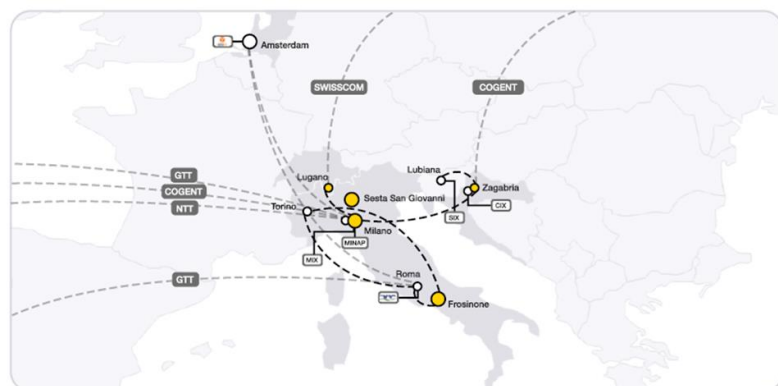 Amsterdam
SWISSCOM
COGENT
GTT
COGENT
NTT
Lugano
Lubiana
Sesta San Giovanni
Zagabria
Torino
SIX
CIX
Milano
MINAP
MIX
Roma
GTT
Frosinone